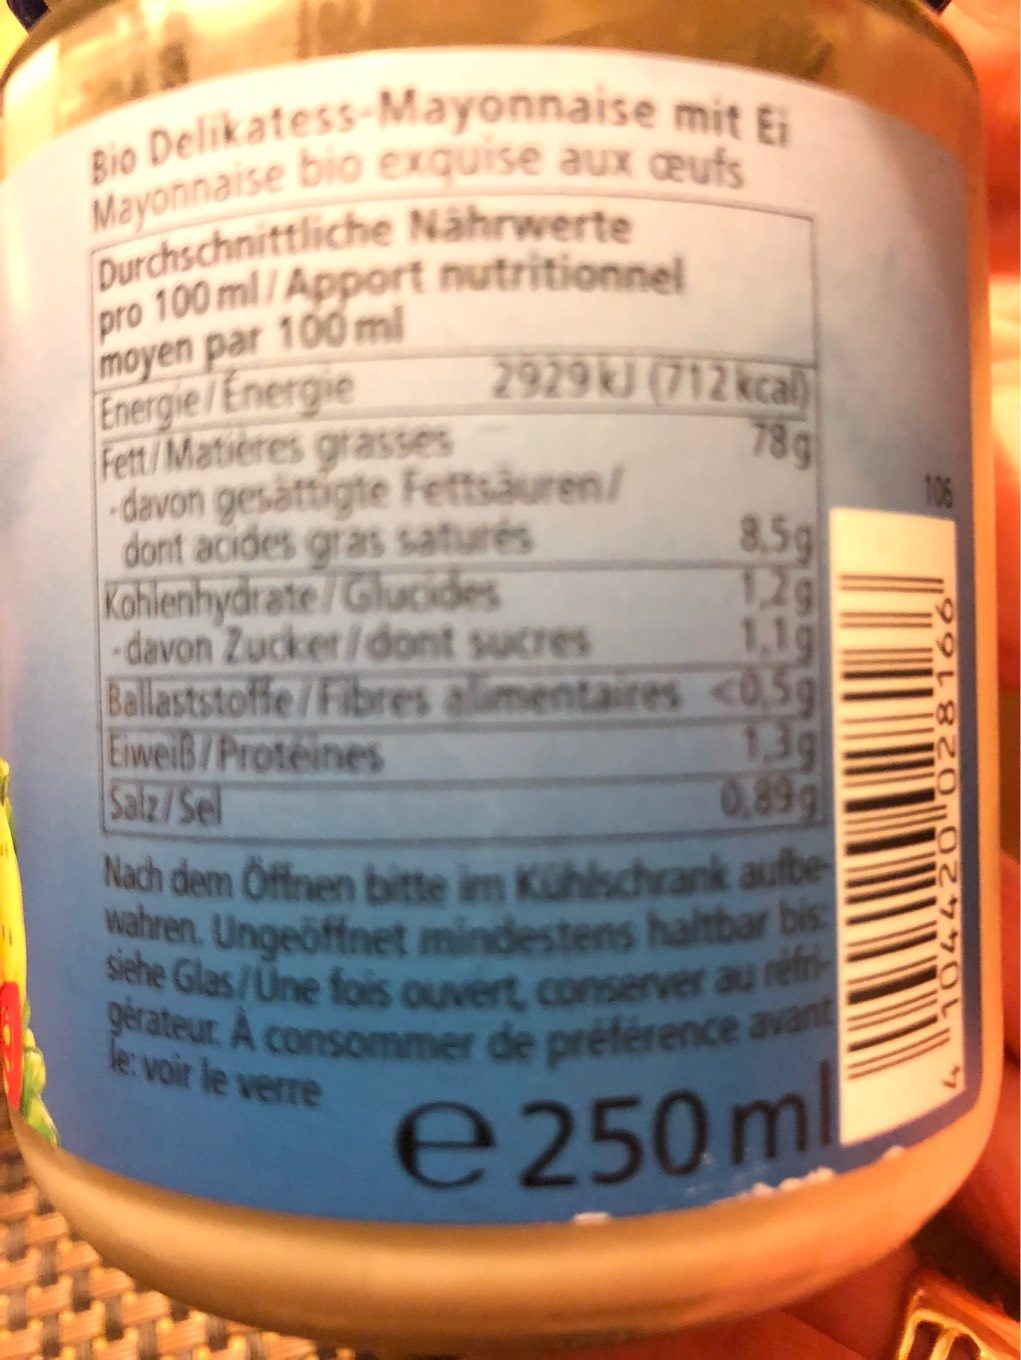 Bio Delikatess-Mayonnaise mit Ei
Mayonnaise bio exquise aux œufs
Durchschnittliche Nährwerte
pro 100 ml / Apport nutritionnel
moyen par 100 ml
Energie / Énergie 2929 kJ (712 kcal)
Fett / Matières grasses 78 g
- davon gesättigte Fettsäuren /
dont acides gras saturés 8,5 g
Kohlenhydrate / Glucides 1,2 g
- davon Zucker / dont sucres 1,1 g
Ballaststoffe / Fibres alimentaires <0,5 g
Eiweiß / Protéines 1,3 g
Salz / Sel 0,89 g
Nach dem Öffnen bitte im Kühlschrank aufbe-
wahren. Ungeöffnet mindestens haltbar bis:
siehe Glas / Une fois ouvert, conserver au réfri-
gérateur. À consommer de préférence avant
le: voir le verre
e 250 ml
106
4 104420 028166